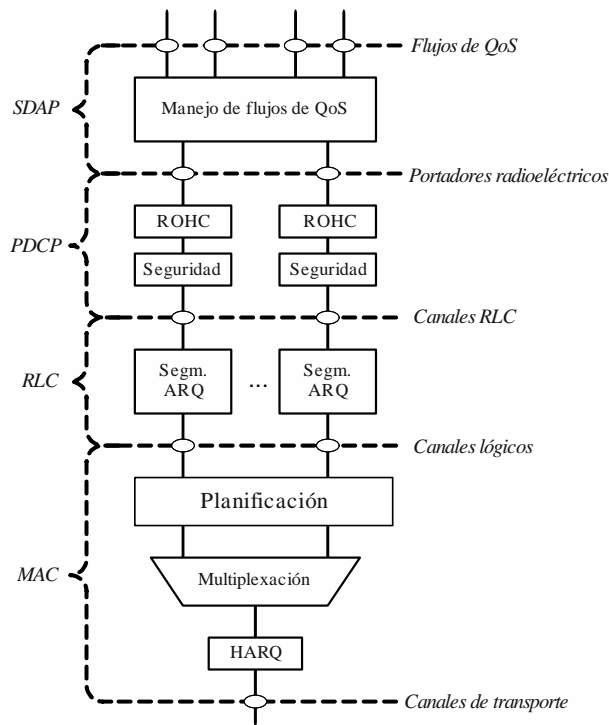 Flujos de QoS
SDAP
Manejo de flujos de QoS
Portadores radioeléctricos
ROHC
ROHC
PDCP
Seguridad
Seguridad
Canales RLC
RLC
Segm.
ARQ
...
Segm.
ARQ
Canales lógicos
Planificación
MAC
Multiplexación
HARQ
Canales de transporte